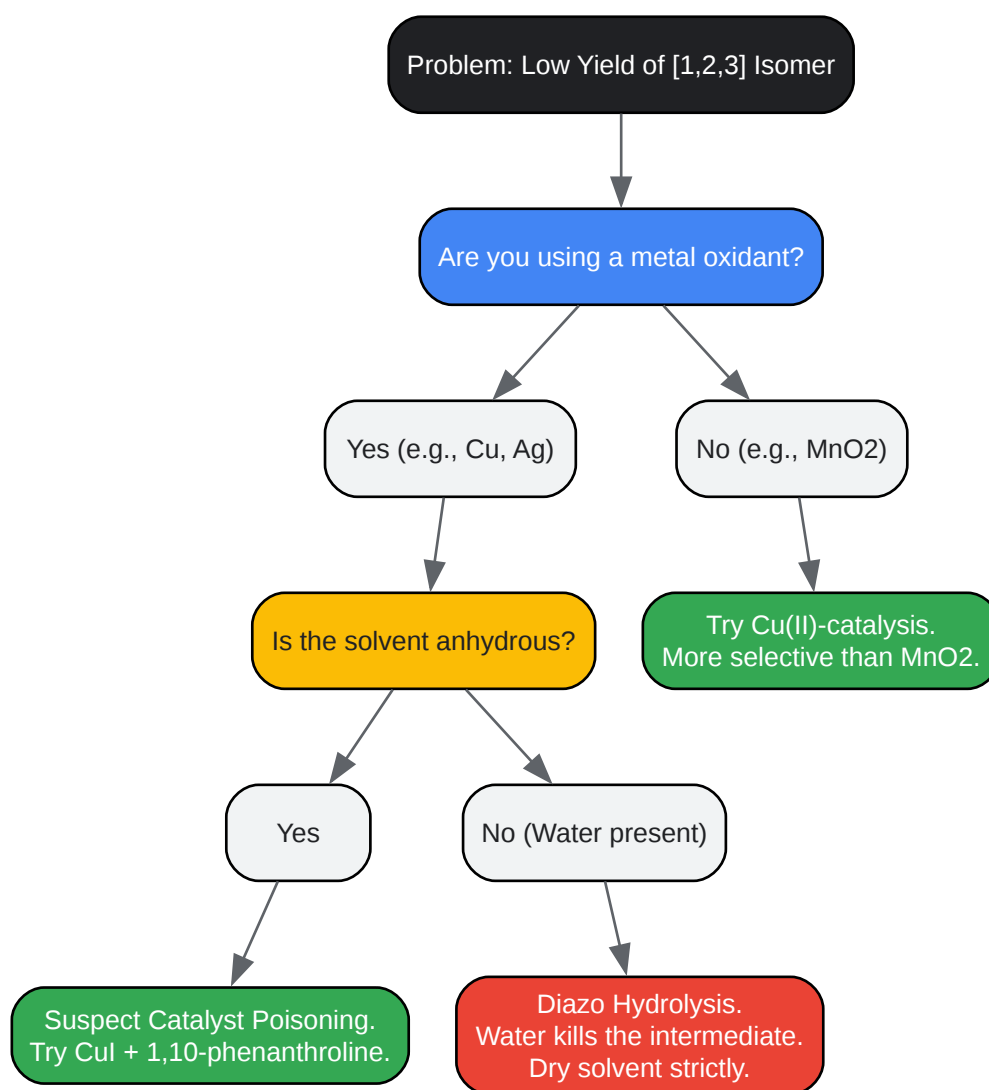 Problem: Low Yield of [1,2,3] Isomer
Are you using a metal oxidant?
Yes (e.g., Cu, Ag)
No (e.g., MnO2)
Is the solvent anhydrous?
Try Cu(II)-catalysis.
More selective than MnO2.
Yes
No (Water present)
Suspect Catalyst Poisoning.
Try CuI + 1,10-phenanthroline.
Diazo Hydrolysis.
Water kills the intermediate.
Dry solvent strictly.